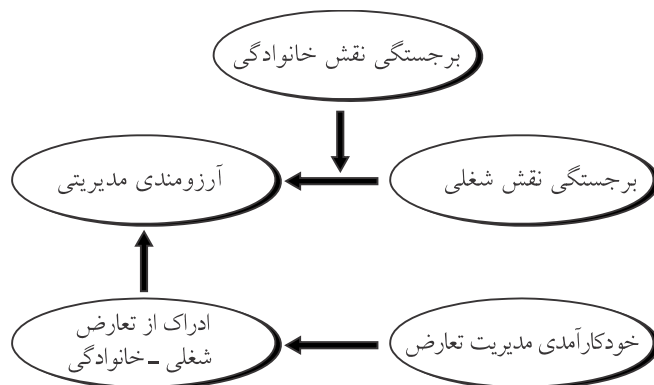 برجستگی نقش خانوادگی
برجستگی نقش شغلی
آرزومندی مدیریتی
خودکارآمدی مدیریت تعارض
ادراک از تعارض
شغلی - خانوادگی